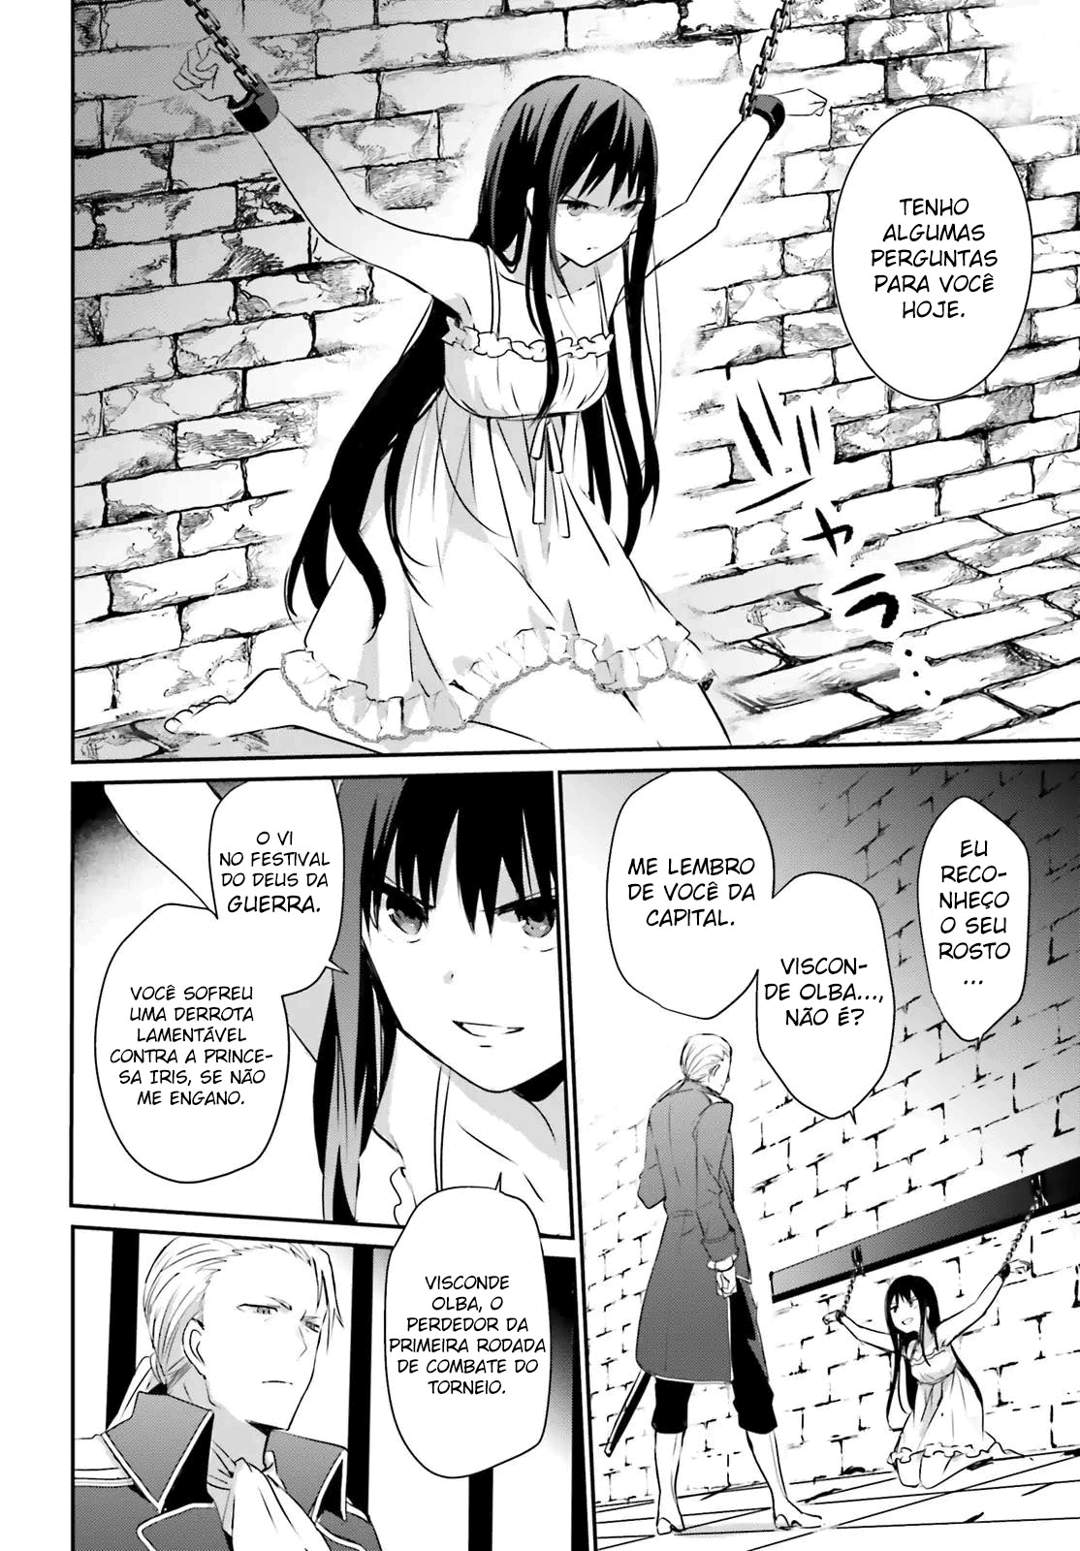 TENHO
ALGUMAS
PERGUNTAS
PARA VOCÊ
HOJE.
ジャラ…
EU
RECO-
NHEÇO
O SEU
ROSTO
...
VISCON-
DE OLBA...,
NÃO É?
ME LEMBRO
DE VOCÊ DA
CAPITAL.
O VI
NO FESTIVAL
DO DEUS DA
GUERRA.
VOCÊ SOFREU
UMA DERROTA
LAMENTÁVEL
CONTRA A PRINCE-
SA IRIS, SE NÃO
ME ENGANO.
VISCONDE
OLBA, O
PERDEDOR DA
PRIMEIRA RODADA
DE COMBATE DO
TORNEIO.